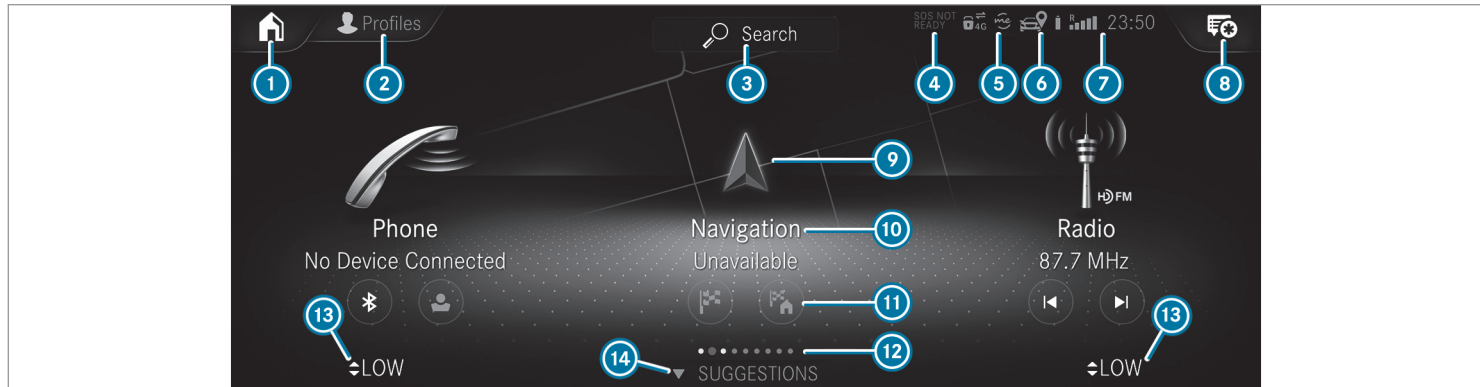 Profiles
Search
SOS NOT
READY
4G
me
R
23:50
1
2
3
4
5
6
7
8
9
HD FM
Phone
Navigation
10
Radio
No Device Connected
Unavailable
87.7 MHz
11
13
13
12
14
LOW
SUGGESTIONS
LOW